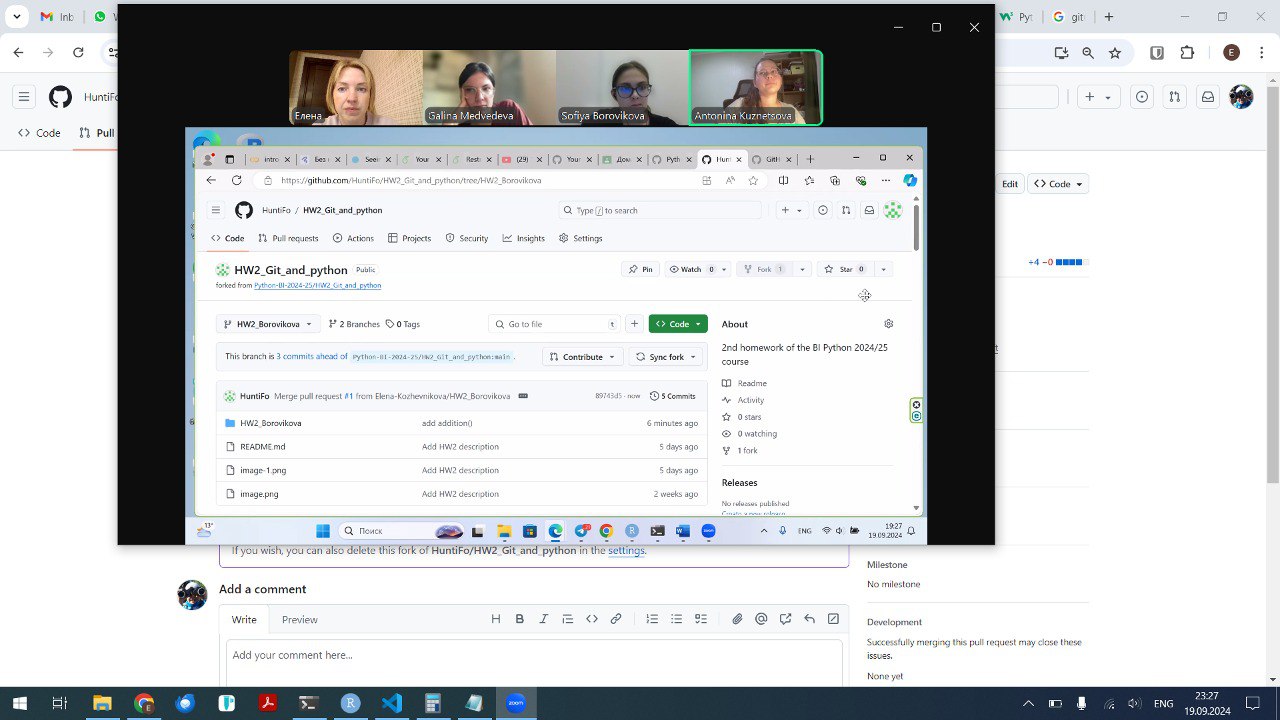 Inb
Pyt
git
HuntiFo
Code
Pull
E
Edit
Code
+4 −0
Елена
Galina Medvedeva
Sofiya Borovikova
Antonina Kuznetsova
https://github.com/HuntiFo/HW2_Git_and_python/tree/HW2_Borovikova
HuntiFo / HW2_Git_and_python
Type / to search
Code
Pull requests
Actions
Projects
Security
Insights
Settings
HW2_Git_and_python
Public
Pin
Watch 0
Fork 1
Star 0
forked from Python-BI-2024-25/HW2_Git_and_python
HW2_Borovikova
2 Branches
0 Tags
Go to file
t
Code
About
2nd homework of the BI Python 2024/25
course
This branch is 3 commits ahead of Python-BI-2024-25/HW2_Git_and_python:main .
Contribute
Sync fork
HuntiFo Merge pull request #1 from Elena-Kozhevnikova/HW2_Borovikova
89743d5 · now
5 Commits
HW2_Borovikova
add addition()
6 minutes ago
README.md
Add HW2 description
5 days ago
image-1.png
Add HW2 description
5 days ago
image.png
Add HW2 description
2 weeks ago
Readme
Activity
0 stars
0 watching
1 fork
Releases
No releases published
Create a new release
13°
Поиск
ENG
19.09.2024
If you wish, you can also delete this fork of HuntiFo/HW2_Git_and_python in the settings.
Add a comment
Write
Preview
Add your comment here...
Milestone
No milestone
Development
Successfully merging this pull request may close these
issues.
None yet
23:27
19.09.2024